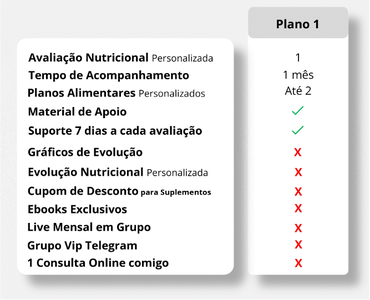 Plano 1
Avaliação Nutricional Personalizada 1
Tempo de Acompanhamento 1 mês
Planos Alimentares Personalizados Até 2
Material de Apoio ✓
Suporte 7 dias a cada avaliação ✓
Gráficos de Evolução X
Evolução Nutricional Personalizada X
Cupom de Desconto para Suplementos X
Ebooks Exclusivos X
Live Mensal em Grupo X
Grupo Vip Telegram X
1 Consulta Online comigo X